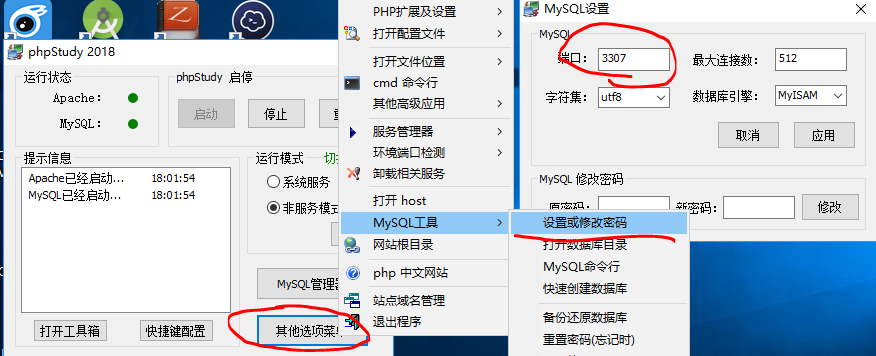 phpStudy 2018
运行状态
Apache:
MySQL:
phpStudy 启停
启动
停止
提示信息
Apache已经启动... 18:01:54
MySQL已经启动... 18:01:54
运行模式
系统服务
非服务模式
MySQL管理器
打开工具箱
快捷键配置
其他选项菜单
PHP扩展及设置
打开配置文件
打开文件位置
cmd 命令行
其他高级应用
服务管理器
环境端口检测
卸载相关服务
打开 host
MySQL工具
网站根目录
php 中文网站
站点域名管理
退出程序
设置或修改密码
打开数据库目录
MySQL命令行
快速创建数据库
备份还原数据库
重置密码(忘记时)
MySQL设置
MySQL
端口: 3307
最大连接数: 512
字符集: utf8
数据库引擎: MyISAM
取消
应用
MySQL 修改密码
原密码:
新密码:
修改